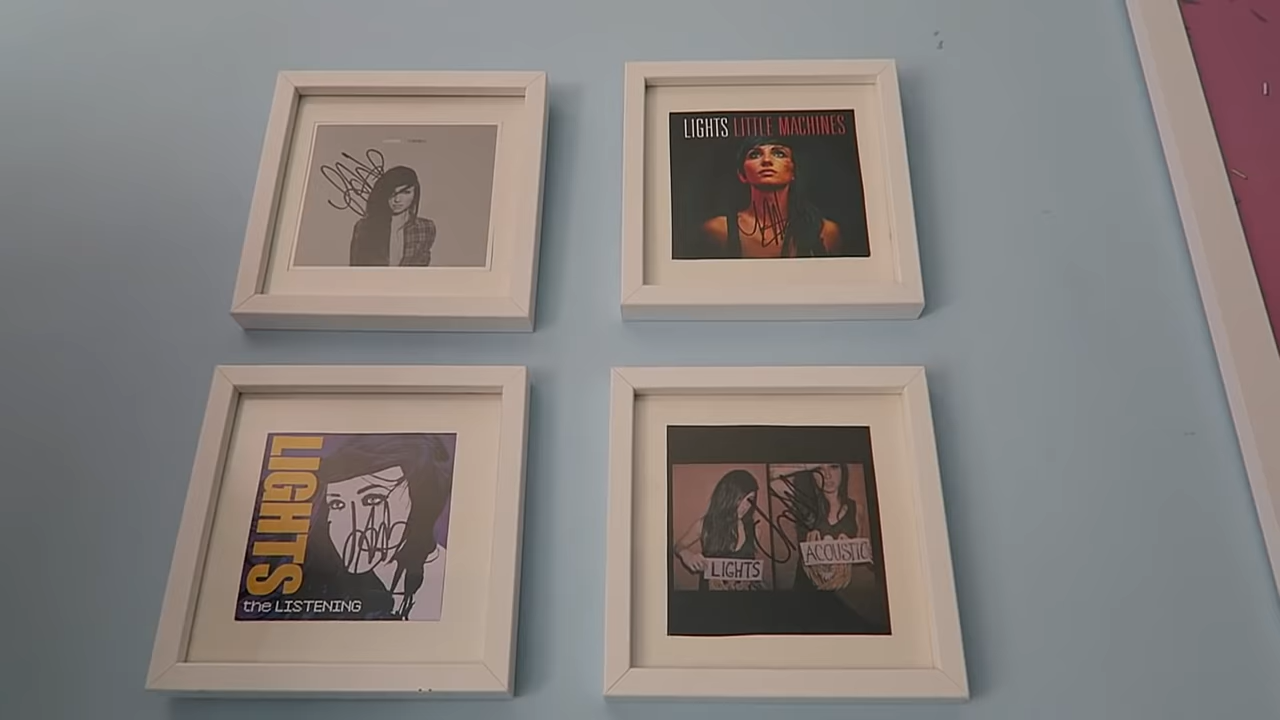 LIGHTS LITTLE MACHINES
LIGHTS
the LISTENING
LIGHTS
ACOUSTIC